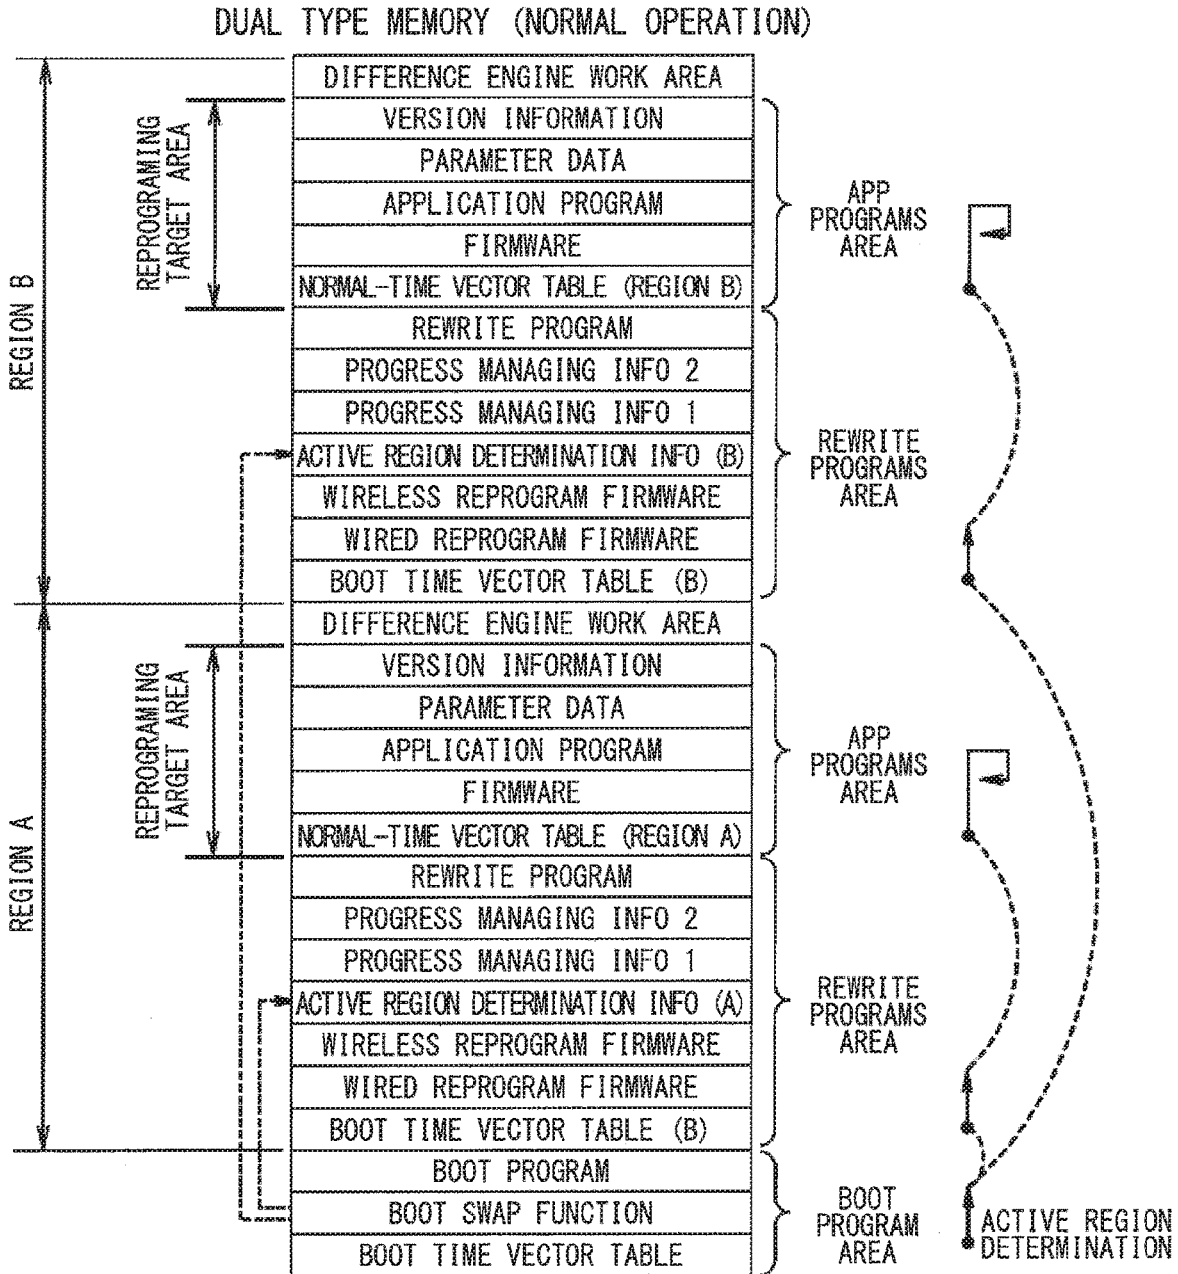 DUAL TYPE MEMORY (NORMAL OPERATION)
DIFFERENCE ENGINE WORK AREA
VERSION INFORMATION
PARAMETER DATA
APPLICATION PROGRAM
FIRMWARE
NORMAL-TIME VECTOR TABLE (REGION B)
REWRITE PROGRAM
PROGRESS MANAGING INFO 2
PROGRESS MANAGING INFO 1
ACTIVE REGION DETERMINATION INFO (B)
WIRELESS REPROGRAM FIRMWARE
WIRED REPROGRAM FIRMWARE
BOOT TIME VECTOR TABLE (B)
DIFFERENCE ENGINE WORK AREA
VERSION INFORMATION
PARAMETER DATA
APPLICATION PROGRAM
FIRMWARE
NORMAL-TIME VECTOR TABLE (REGION A)
REWRITE PROGRAM
PROGRESS MANAGING INFO 2
PROGRESS MANAGING INFO 1
ACTIVE REGION DETERMINATION INFO (A)
WIRELESS REPROGRAM FIRMWARE
WIRED REPROGRAM FIRMWARE
BOOT TIME VECTOR TABLE (B)
BOOT PROGRAM
BOOT SWAP FUNCTION
BOOT TIME VECTOR TABLE
REGION B
REPROGRAMING
TARGET AREA
REGION A
REPROGRAMING
TARGET AREA
APP
PROGRAMS
AREA
REWRITE
PROGRAMS
AREA
APP
PROGRAMS
AREA
REWRITE
PROGRAMS
AREA
BOOT
PROGRAM
AREA
ACTIVE REGION
DETERMINATION